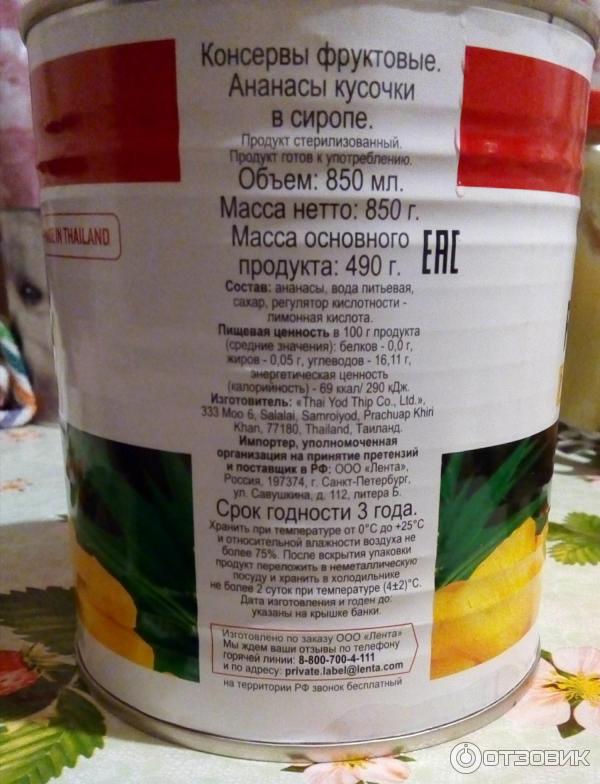 Консервы фруктовые.
Ананасы кусочки
в сиропе.
Продукт стерилизованный.
Продукт готов к употреблению.
Объем: 850 мл.
Масса нетто: 850 г.
Масса основного
продукта: 490 г.
EAC
IN THAILAND
Состав: ананасы, вода питьевая,
сахар, регулятор кислотности -
лимонная кислота.
Пищевая ценность в 100 г продукта
(средние значения): белков - 0,0 г,
жиров - 0,05 г, углеводов - 16,11 г,
энергетическая ценность
(калорийность) - 69 ккал/ 290 кДж.
Изготовитель: «Thai Yod Thip Co., Ltd.»,
333 Moo 6, Salalai, Samroiyod, Prachuap Khiri
Khan, 77180, Thailand, Таиланд.
Импортер, уполномоченная
организация на принятие претензий
и поставщик в РФ: ООО «Лента»,
Россия, 197374, г. Санкт-Петербург,
ул. Савушкина, д. 112, литера Б.
Срок годности 3 года.
Хранить при температуре от 0°С до +25°С
и относительной влажности воздуха не
более 75%. После вскрытия упаковки
продукт переложить в неметаллическую
посуду и хранить в холодильнике
не более 2 суток при температуре (4±2)°С.
Дата изготовления и годен до:
указаны на крышке банки.
Изготовлено по заказу ООО «Лента»
Мы ждем ваши отзывы по телефону
горячей линии: 8-800-700-4-111
и по адресу: private.label@lenta.com
на территории РФ звонок бесплатный
ОТЗОВИК